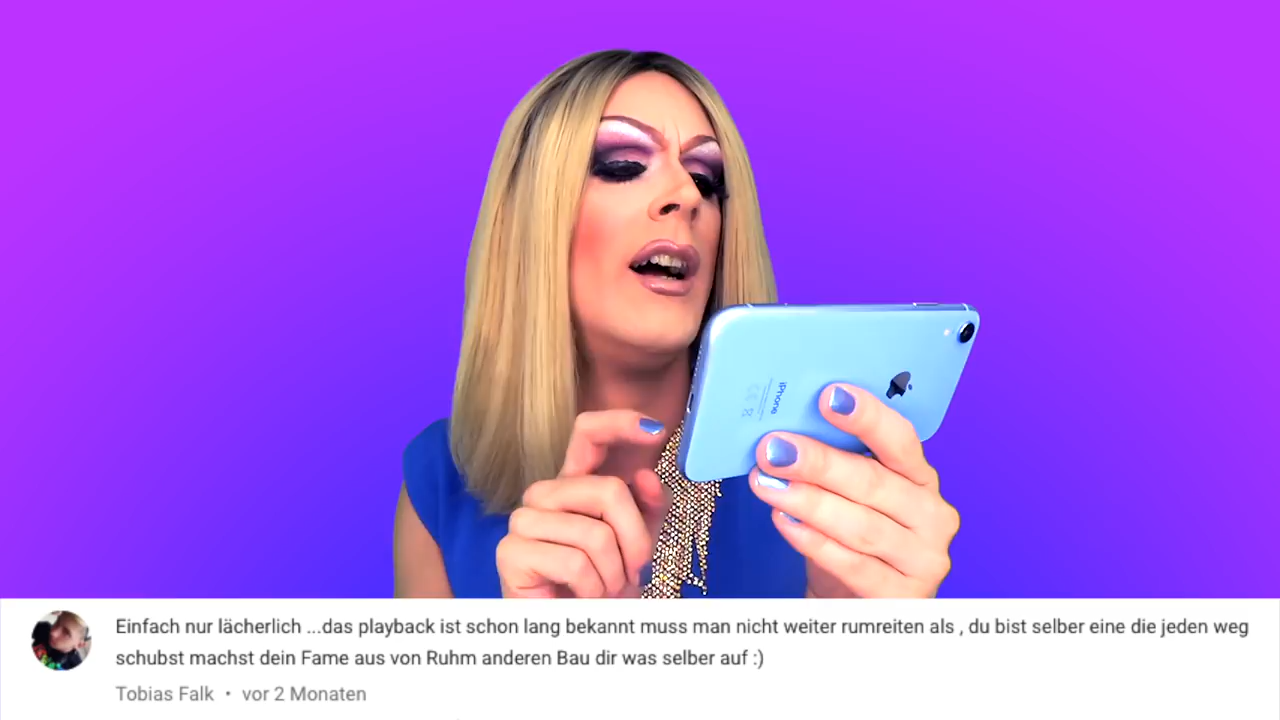 iPhone
Einfach nur lächerlich ...das playback ist schon lang bekannt muss man nicht weiter rumreiten als , du bist selber eine die jeden weg
schubst machst dein Fame aus von Ruhm anderen Bau dir was selber auf :)
Tobias Falk • vor 2 Monaten